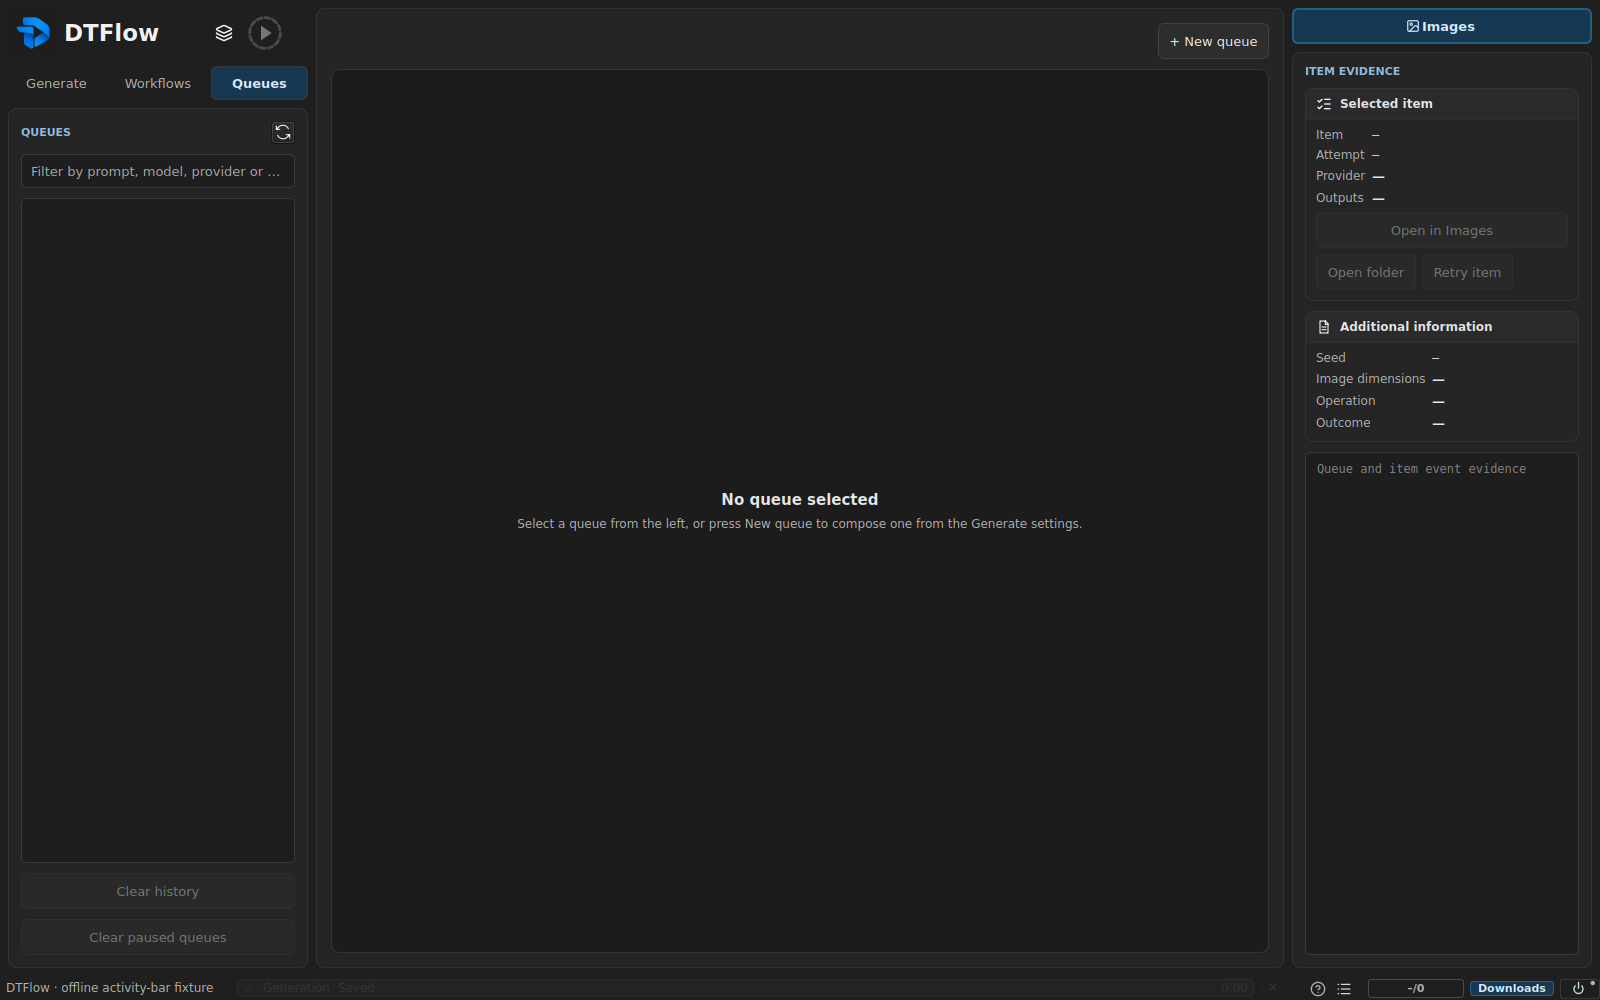 DTFlow
Generate Workflows Queues
QUEUES
Filter by prompt, model, provider or ...
Clear history
Clear paused queues
+ New queue
No queue selected
Select a queue from the left, or press New queue to compose one from the Generate settings.
Images
ITEM EVIDENCE
Selected item
Item –
Attempt –
Provider —
Outputs —
Open in Images
Open folder Retry item
Additional information
Seed –
Image dimensions —
Operation —
Outcome —
Queue and item event evidence
DTFlow · offline activity-bar fixture ✓ Generation Saved 0:00 × -/0 Downloads